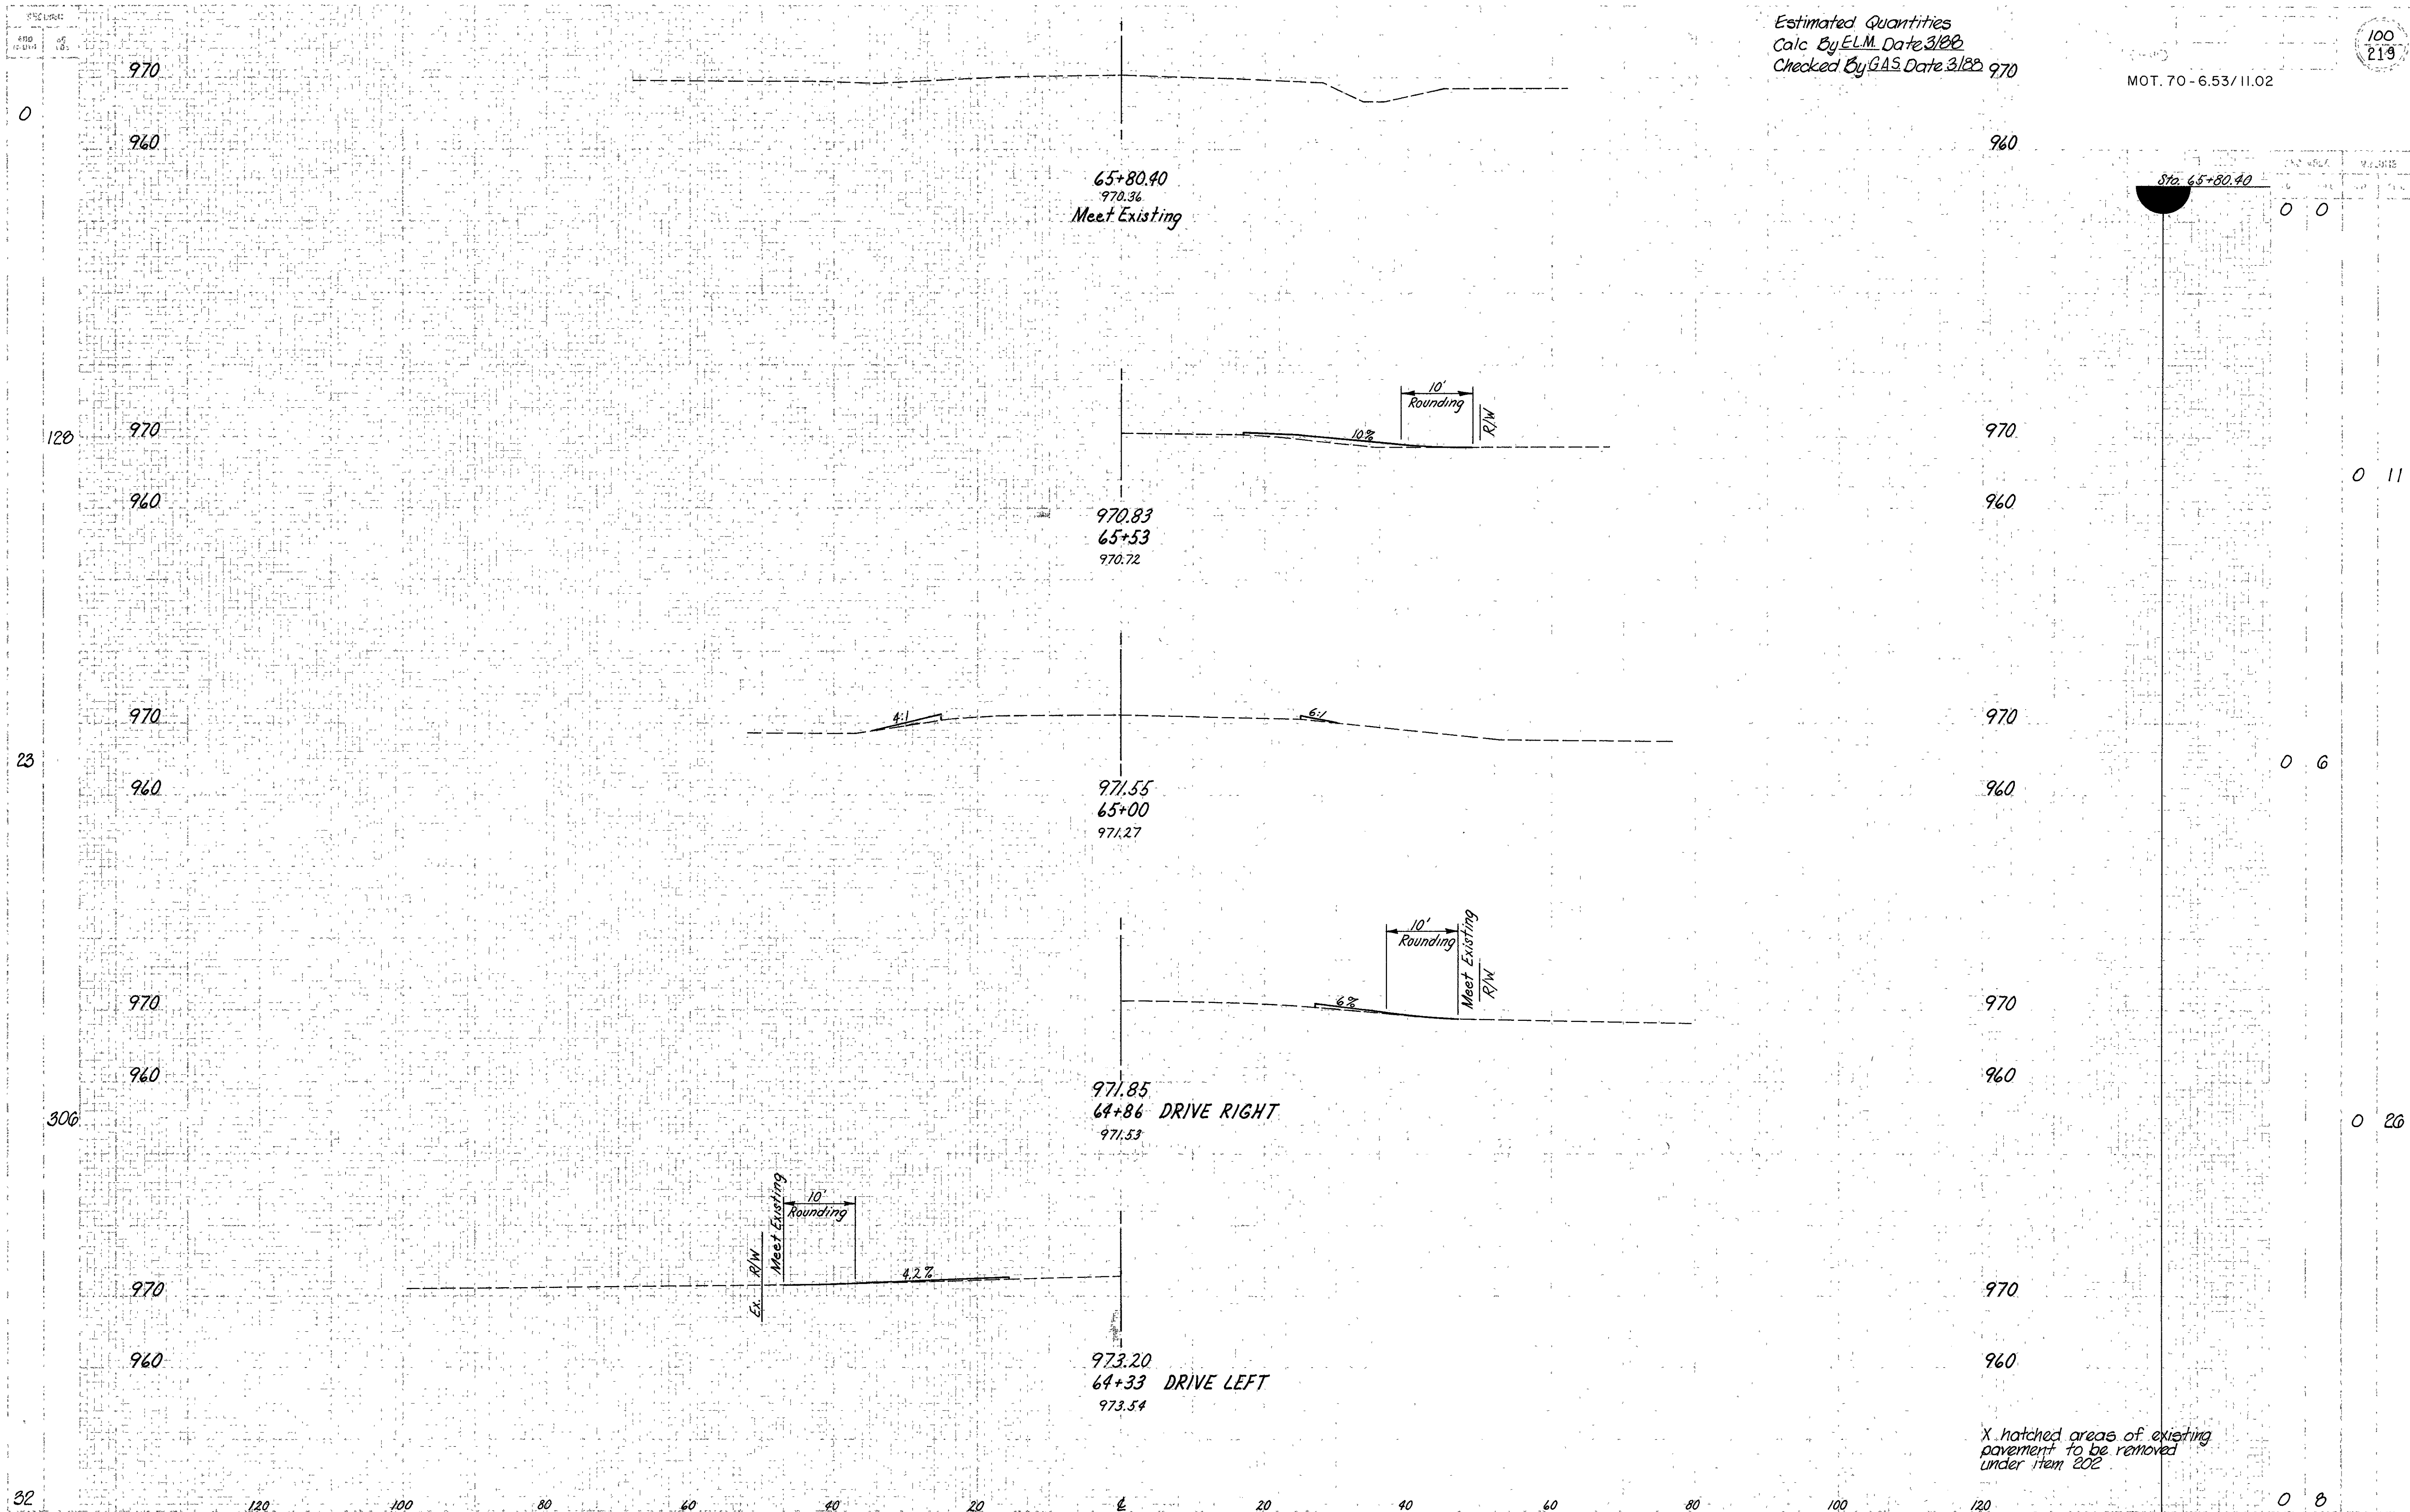 Estimated Quantities
Calc By E.L.M. Date 3/88
Checked By GAS Date 3/88
100
219
MOT. 70-6.53/11.02
970
970
0
960
960
65+80.40
970.36
Meet Existing
Sta. 65+80.40
0 0
10'
Rounding
R/W
10%
128
970
970
0 11
960
960
970.83
65+53
970.72
4:1
6:1
970
970
23
0 6
960
960
971.55
65+00
971.27
10'
Rounding
Meet Existing
R/W
6%
970
970
960
960
971.85
64+86 DRIVE RIGHT
971.53
306
0 26
10'
Rounding
Meet Existing
Ex. R/W
4.2%
970
970
960
960
973.20
64+33 DRIVE LEFT
973.54
X hatched areas of existing
pavement to be removed
under item 202
32
0 8
120 100 80 60 40 20 ℄ 20 40 60 80 100 120